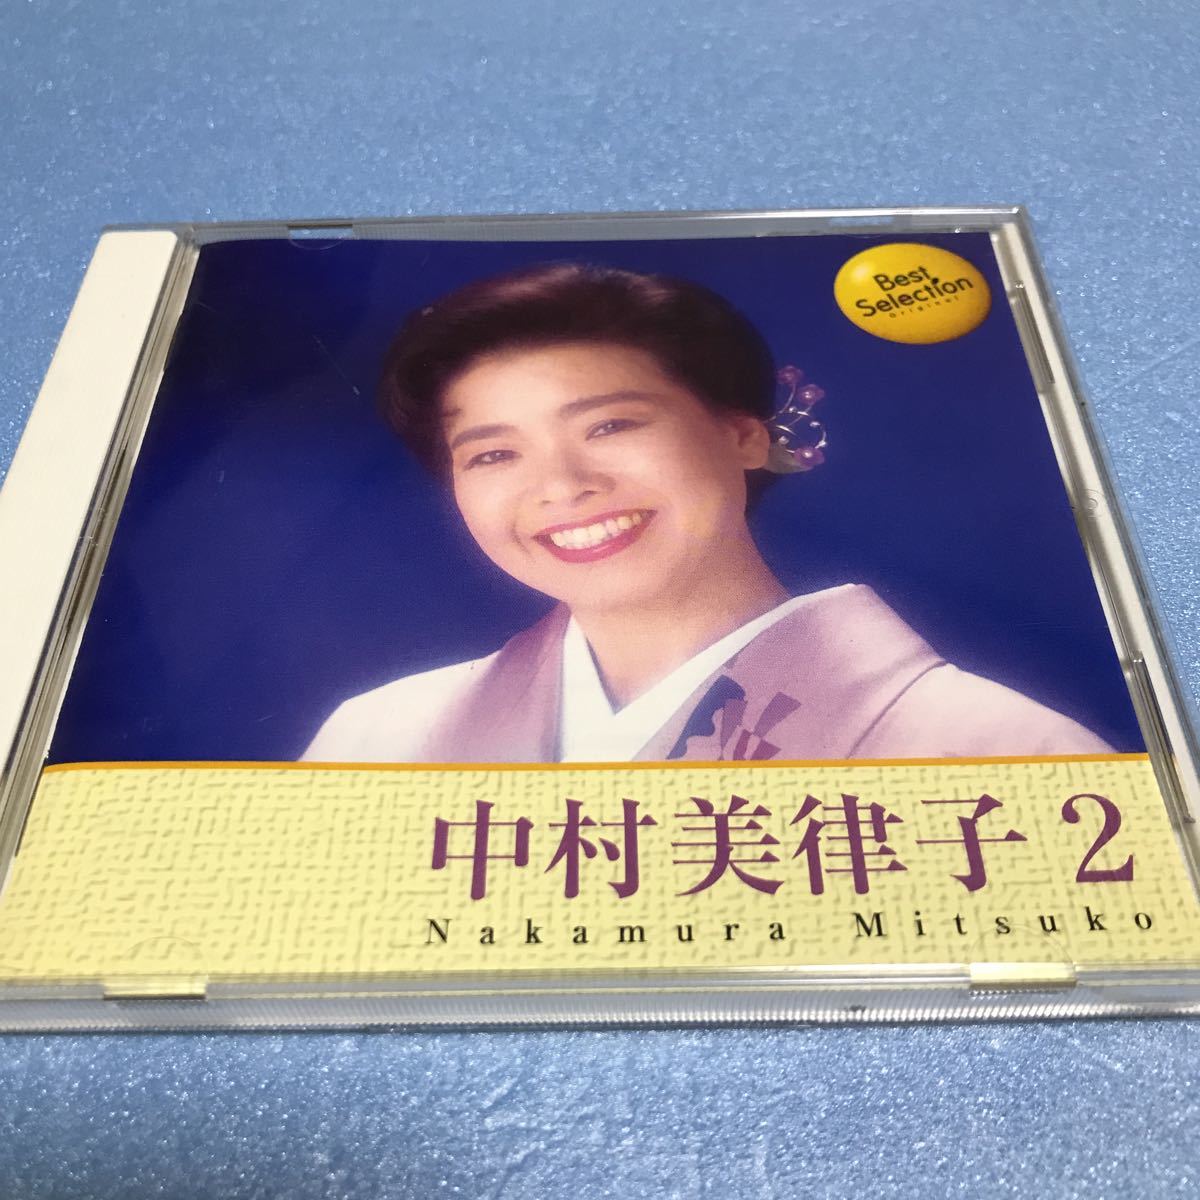 Best
Selection
Original
中村美律子2
Nakamura Mitsuko